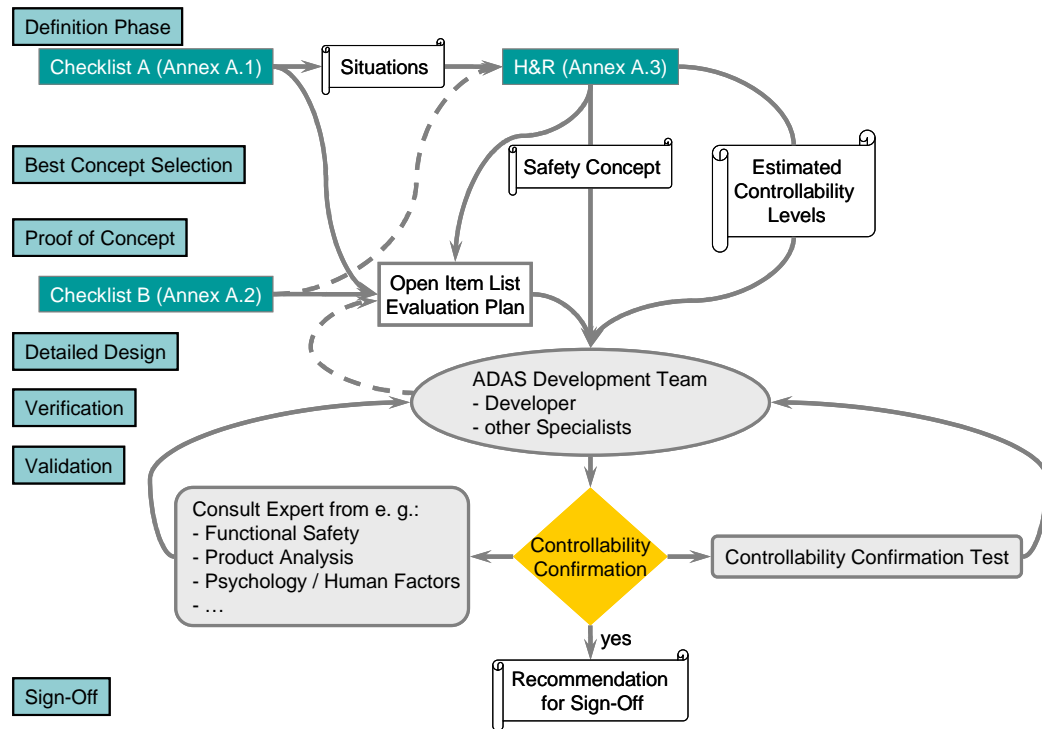 Definition Phase
Checklist A (Annex A.1)
Situations
H&R (Annex A.3)
Best Concept Selection
Safety Concept
Estimated
Controllability
Levels
Proof of Concept
Checklist B (Annex A.2)
Open Item List
Evaluation Plan
Detailed Design
ADAS Development Team
- Developer
- other Specialists
Verification
Validation
Consult Expert from e. g.:
- Functional Safety
- Product Analysis
- Psychology / Human Factors
- …
Controllability
Confirmation
Controllability Confirmation Test
yes
Recommendation
for Sign-Off
Sign-Off